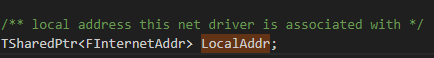 /** local address this net driver is associated with */
TSharedPtr<FInternetAddr> LocalAddr;